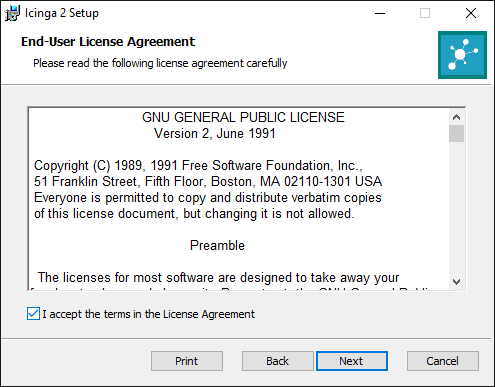 Icinga 2 Setup
End-User License Agreement
Please read the following license agreement carefully
GNU GENERAL PUBLIC LICENSE
Version 2, June 1991
Copyright (C) 1989, 1991 Free Software Foundation, Inc.,
51 Franklin Street, Fifth Floor, Boston, MA 02110-1301 USA
Everyone is permitted to copy and distribute verbatim copies
of this license document, but changing it is not allowed.
Preamble
The licenses for most software are designed to take away your
I accept the terms in the License Agreement
Print
Back
Next
Cancel